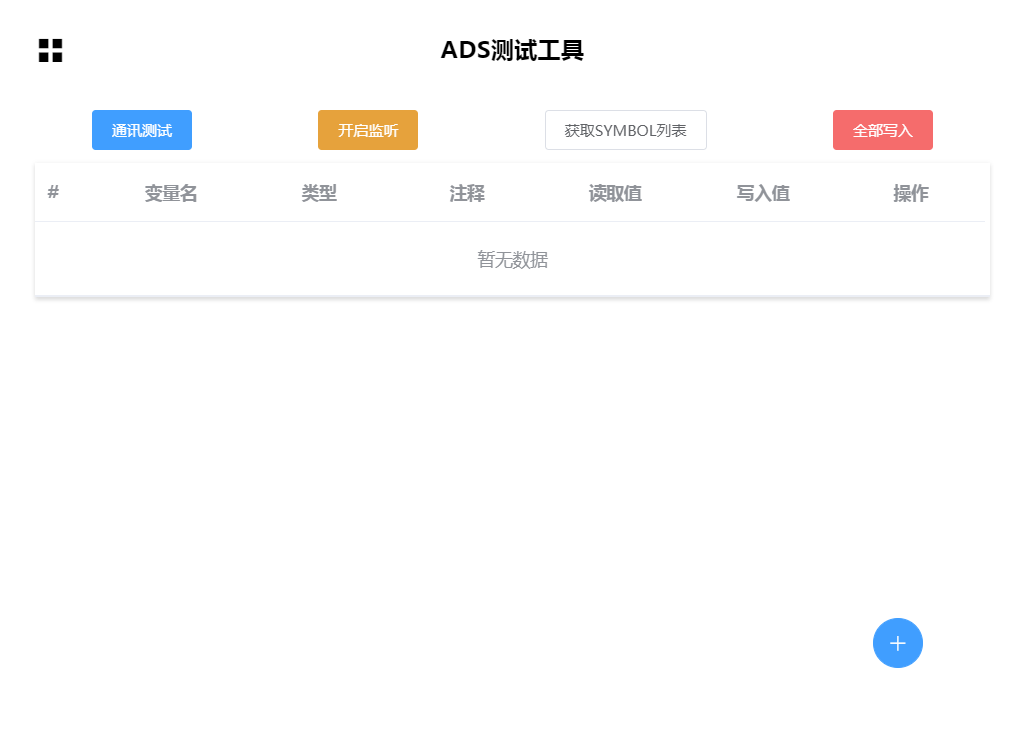 ADS测试工具
通讯测试 开启监听 获取SYMBOL列表 全部写入
# 变量名 类型 注释 读取值 写入值 操作
暂无数据